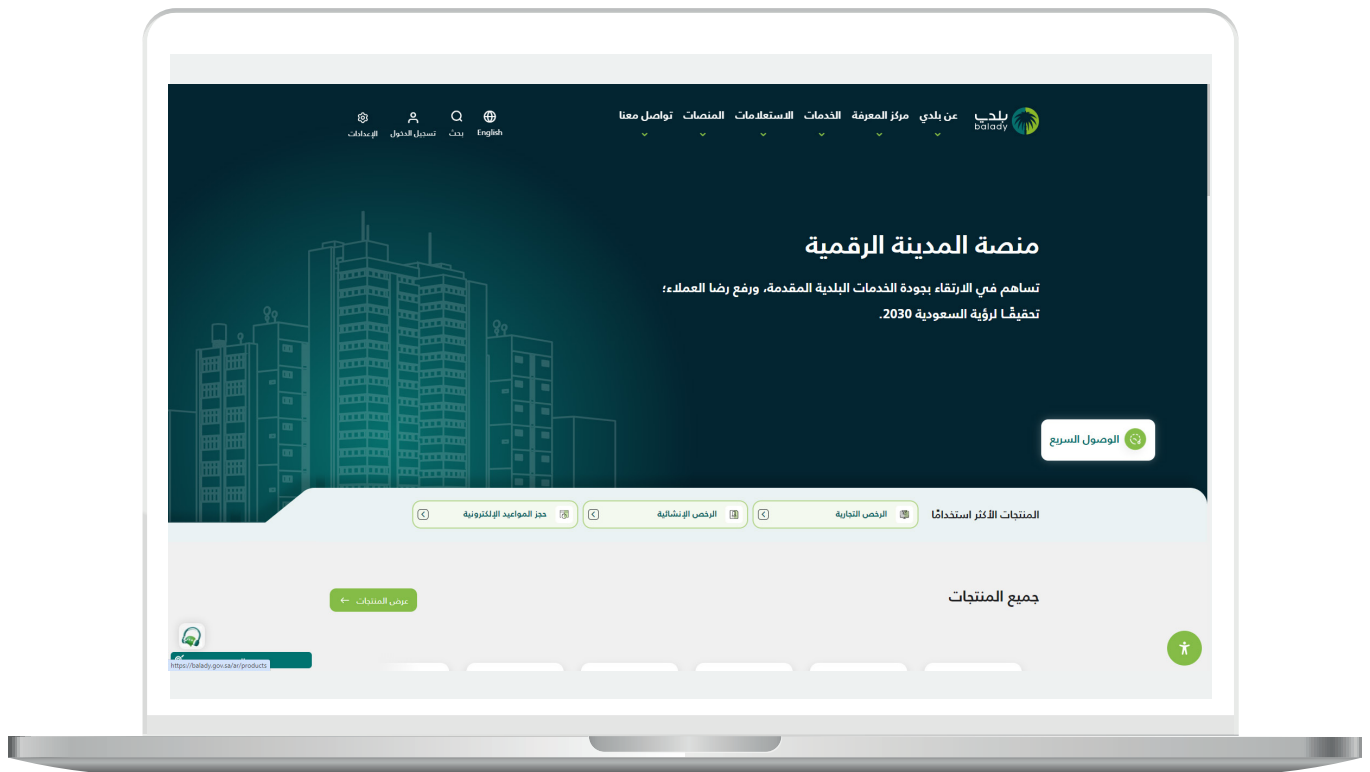 بلدي
balady
عن بلدي
مركز المعرفة
الخدمات
الاستعلامات
المنصات
تواصل معنا
English
بحث
تسجيل الدخول
الإعدادات
منصة المدينة الرقمية
تساهم في الارتقاء بجودة الخدمات البلدية المقدمة، ورفع رضا العملاء؛
تحقيقًا لرؤية السعودية 2030.
الوصول السريع
المنتجات الأكثر استخدامًا
الرخص التجارية
الرخص الإنشائية
حجز المواعيد الإلكترونية
جميع المنتجات
عرض المنتجات
https://balady.gov.sa/ar/products